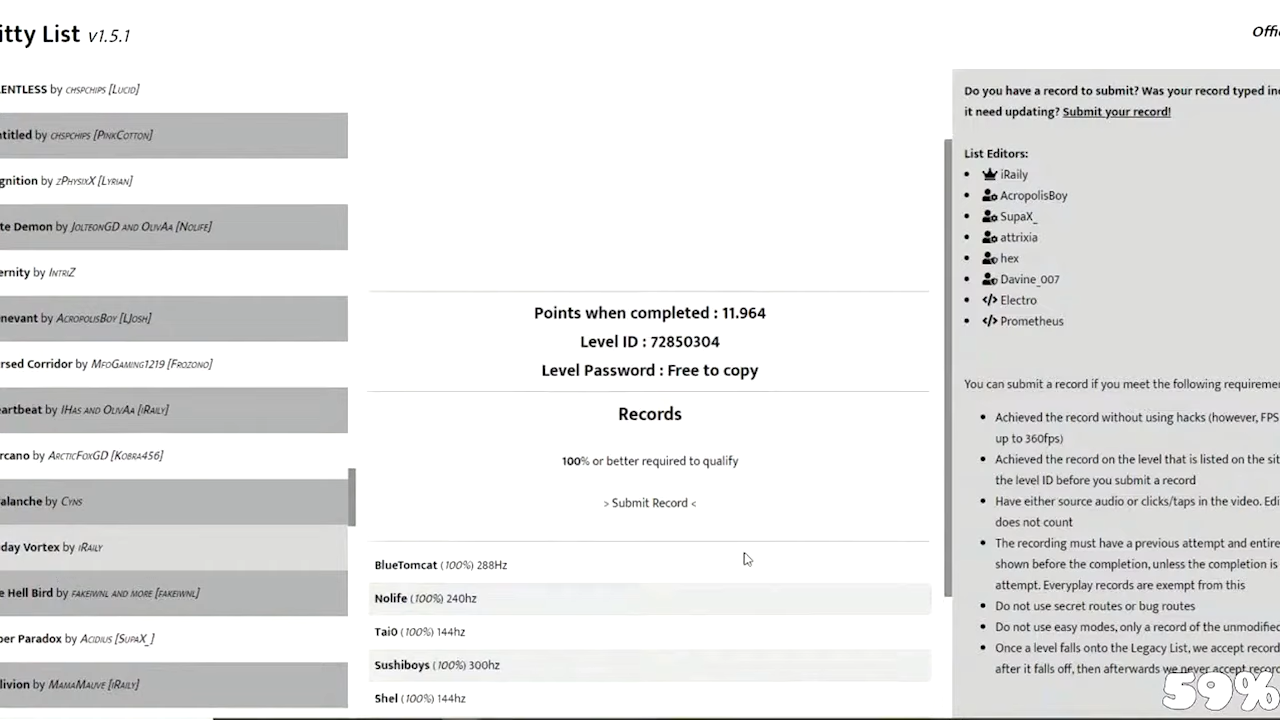 itty List v1.5.1
Offi
ENTLESS by CHSPCHIPS [LUCID]
ntitled by CHSPCHIPS [PINKCOTTON]
gnition by ZPHYSIXX [LYRIAN]
te Demon by JOLTEONGD AND OLIVAA [NOLIFE]
ernity by INTRIZ
nevant by ACROPOLISBOY [LJOSH]
rsed Corridor by MFDGAMING1219 [FROZONO]
eartbeat by IHAS AND OLIVAA [IRAILY]
rcano by ARCTICFOXGD [KOBRA456]
alanche by CYNS
day Vortex by IRAILY
e Hell Bird by FAKEIWNL AND MORE [FAKEIWNL]
per Paradox by ACIDIUS [SUPAX_]
livion by MAMAMAUVE [IRAILY]
Points when completed : 11.964
Level ID : 72850304
Level Password : Free to copy
Records
100% or better required to qualify
> Submit Record <
BlueTomcat (100%) 288Hz
Nolife (100%) 240hz
Tai0 (100%) 144hz
Sushiboys (100%) 300hz
Shel (100%) 144hz
Do you have a record to submit? Was your record typed inc
it need updating? Submit your record!
List Editors:
iRaily
AcropolisBoy
SupaX_
attrixia
hex
Davine_007
Electro
Prometheus
You can submit a record if you meet the following requireme
Achieved the record without using hacks (however, FPS
up to 360fps)
Achieved the record on the level that is listed on the sit
the level ID before you submit a record
Have either source audio or clicks/taps in the video. Edi
does not count
The recording must have a previous attempt and entire
shown before the completion, unless the completion is
attempt. Everyplay records are exempt from this
Do not use secret routes or bug routes
Do not use easy modes, only a record of the unmodifie
Once a level falls onto the Legacy List, we accept record
after it falls off, then afterwards we never accept record
59%